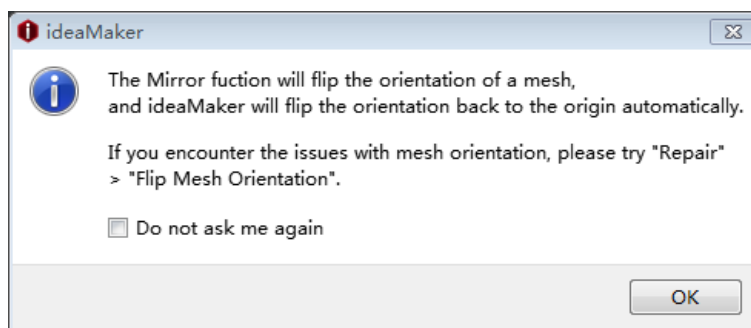 ideaMaker
The Mirror fuction will flip the orientation of a mesh,
and ideaMaker will flip the orientation back to the origin automatically.
If you encounter the issues with mesh orientation, please try "Repair"
> "Flip Mesh Orientation".
Do not ask me again
OK